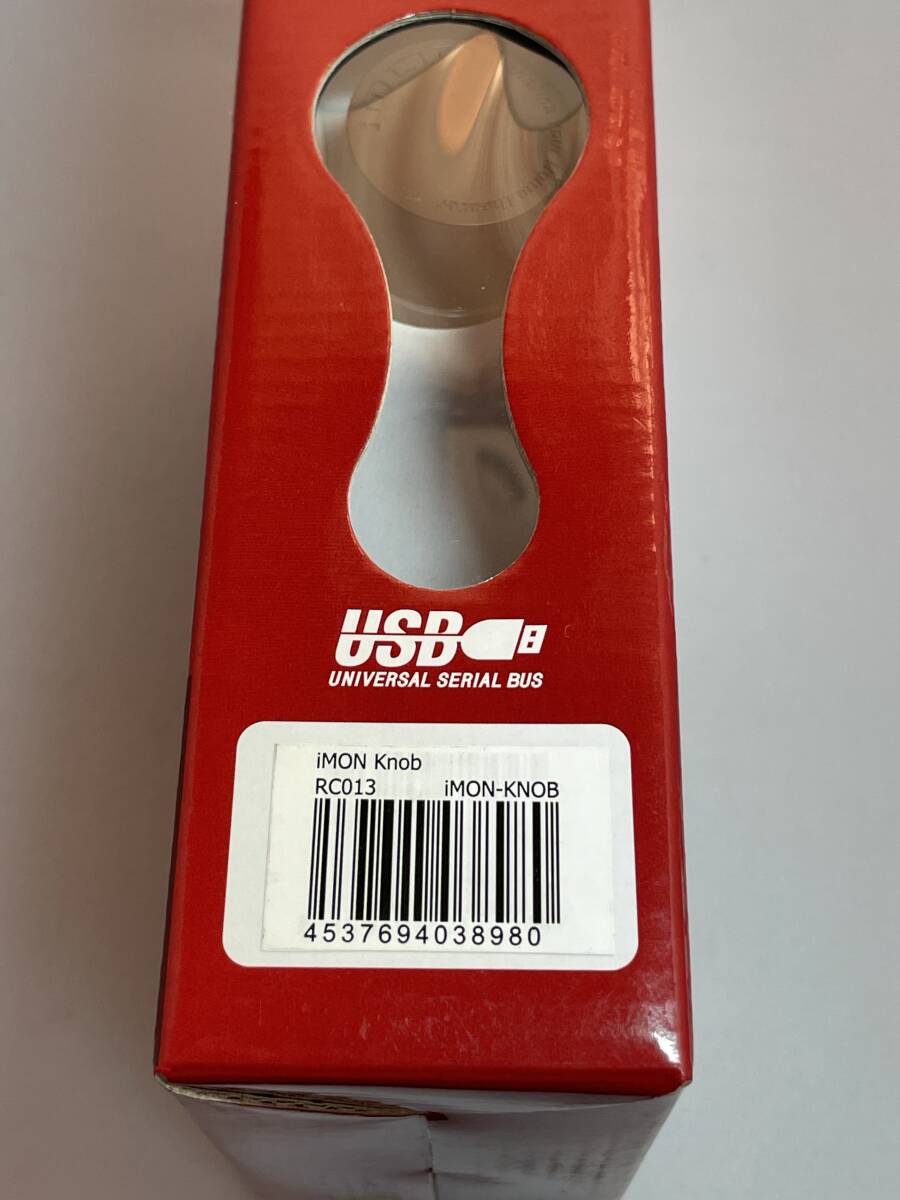 USB
UNIVERSAL SERIAL BUS
iMON Knob
RC013 iMON-KNOB
4537694038980